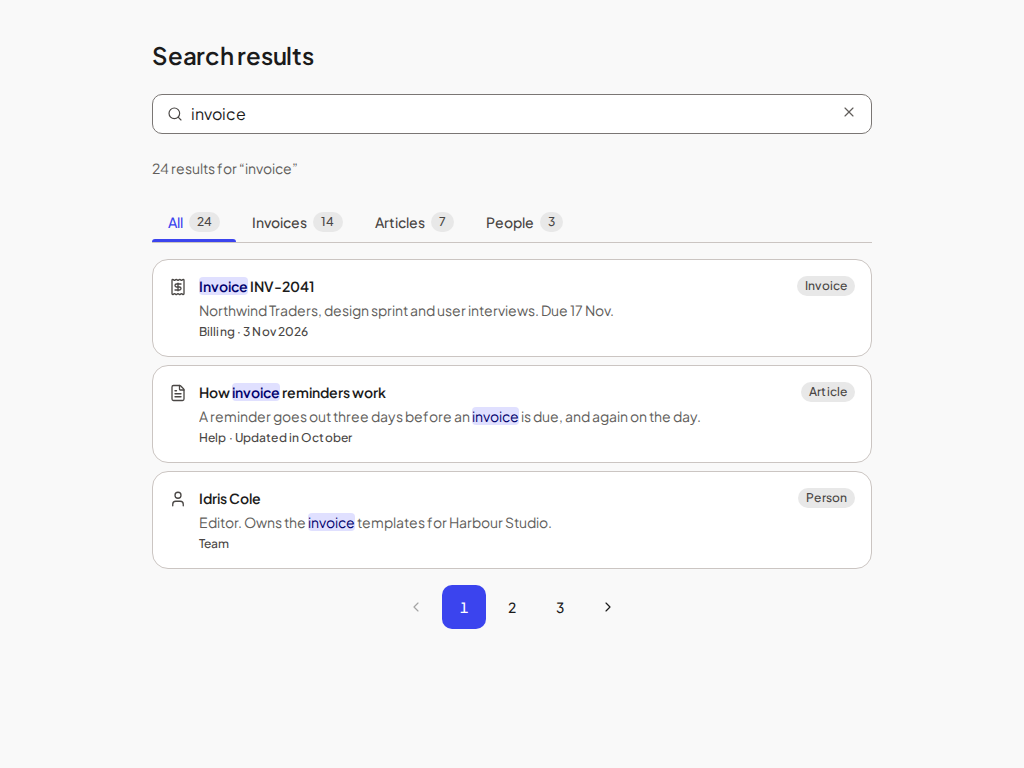 Search results
invoice
24 results for “invoice”
All 24 Invoices 14 Articles 7 People 3
Invoice INV-2041 Invoice
Northwind Traders, design sprint and user interviews. Due 17 Nov.
Billing · 3 Nov 2026
How invoice reminders work Article
A reminder goes out three days before an invoice is due, and again on the day.
Help · Updated in October
Idris Cole Person
Editor. Owns the invoice templates for Harbour Studio.
Team
1 2 3